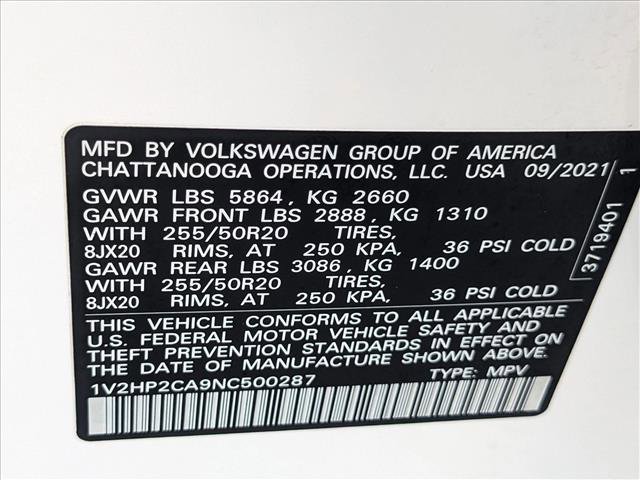 MFD BY VOLKSWAGEN GROUP OF AMERICA
CHATTANOOGA OPERATIONS, LLC. USA 09/2021
GVWR LBS 5864, KG 2660
GAWR FRONT LBS 2888, KG 1310
WITH 255/50R20 TIRES,
8JX20 RIMS, AT 250 KPA, 36 PSI COLD
GAWR REAR LBS 3086, KG 1400
WITH 255/50R20 TIRES,
8JX20 RIMS, AT 250 KPA, 36 PSI COLD
THIS VEHICLE CONFORMS TO ALL APPLICABLE
U.S. FEDERAL MOTOR VEHICLE SAFETY AND
THEFT PREVENTION STANDARDS IN EFFECT ON
THE DATE OF MANUFACTURE SHOWN ABOVE.
1V2HP2CA9NC500287 TYPE: MPV
3719401 1